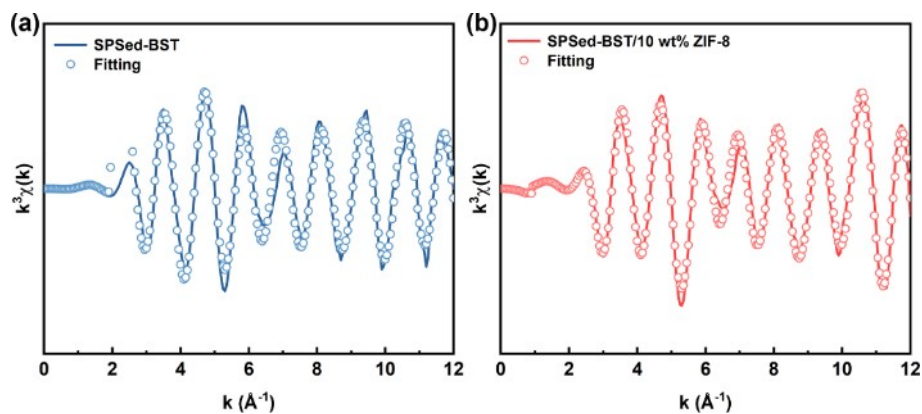 (a)
SPSed-BST
Fitting
k³χ(k)
0 2 4 6 8 10 12
k (Å⁻¹)
(b)
SPSed-BST/10 wt% ZIF-8
Fitting
k³χ(k)
0 2 4 6 8 10 12
k (Å⁻¹)